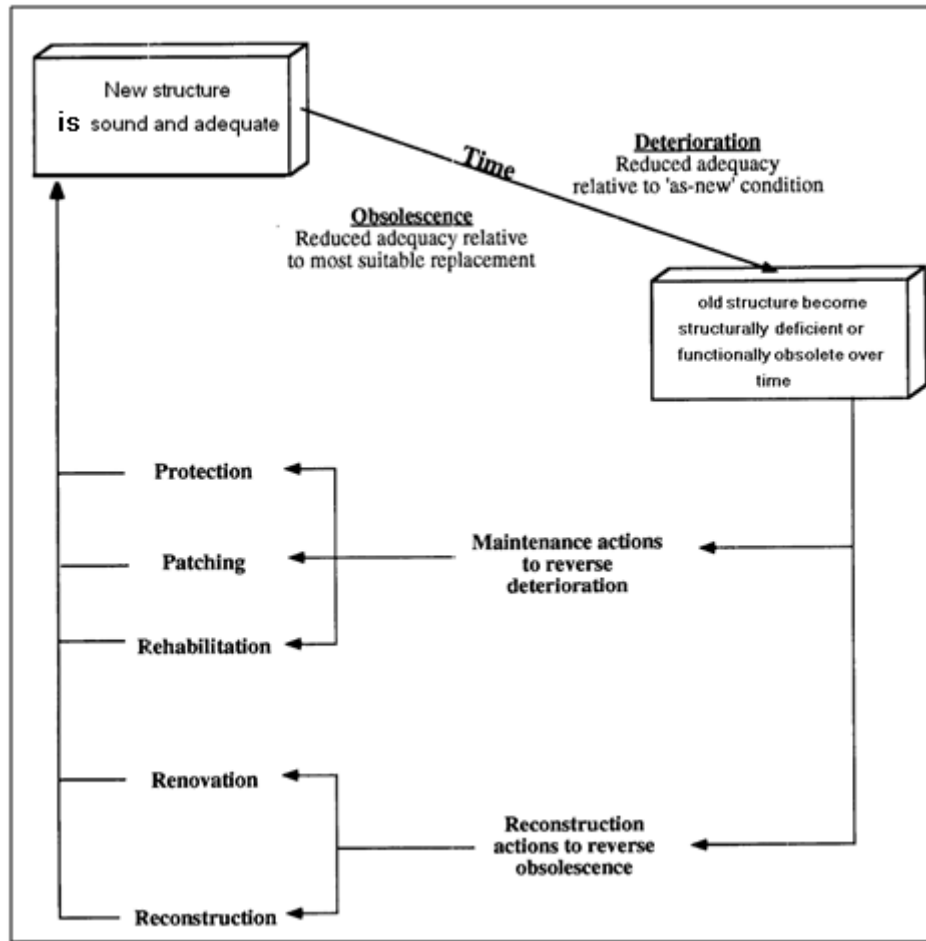 New structure
is sound and adequate
Time
Deterioration
Reduced adequacy
relative to 'as-new' condition
Obsolescence
Reduced adequacy relative
to most suitable replacement
old structure become
structurally deficient or
functionally obsolete over
time
Protection
Patching
Rehabilitation
Maintenance actions
to reverse
deterioration
Renovation
Reconstruction
Reconstruction
actions to reverse
obsolescence